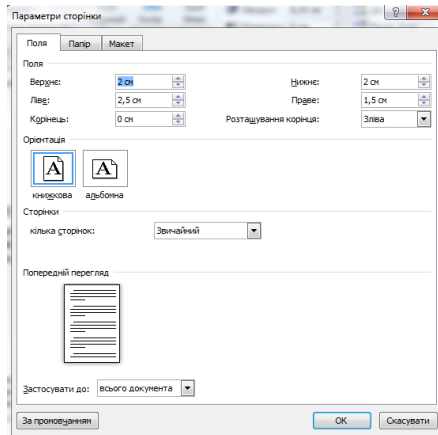 Параметри сторінки
Поля Папір Макет
Поля
Верхнє: 2 см Нижнє: 2 см
Ліве: 2,5 см Праве: 1,5 см
Корінець: 0 см Розташування корінця: Зліва
Орієнтація
A A
книжкова альбомна
Сторінки
кілька сторінок: Звичайний
Попередній перегляд
Застосувати до: всього документа
За промовчанням ОК Скасувати